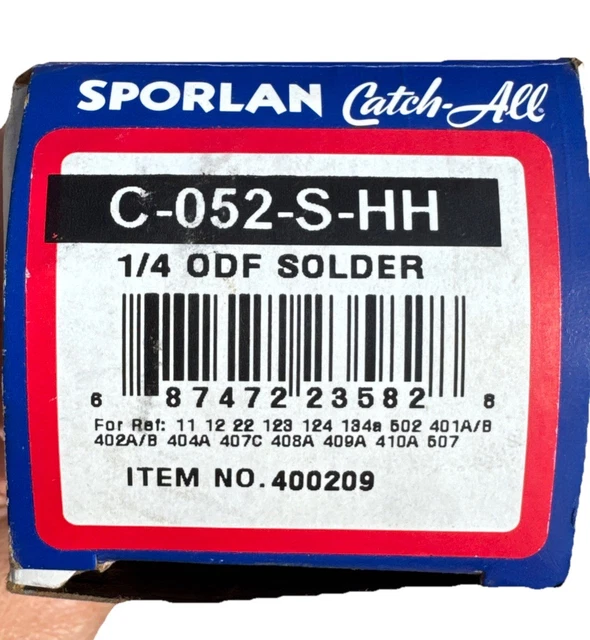 SPORLAN Catch-All
C-052-S-HH
1/4 ODF SOLDER
6 87472 23582 8
For Ref: 11 12 22 123 124 134a 502 401A/B
402A/B 404A 407C 408A 409A 410A 507
ITEM NO. 400209